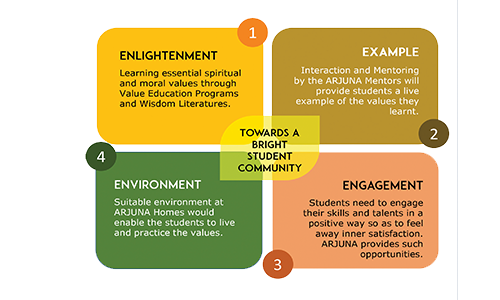 1
ENLIGHTENMENT
Learning essential spiritual
and moral values through
Value Education Programs
and Wisdom Literatures.
EXAMPLE
Interaction and Mentoring
by the ARJUNA Mentors will
provide students a live
example of the values they
learnt.
2
TOWARDS A
BRIGHT
STUDENT
COMMUNITY
4
ENVIRONMENT
Suitable environment at
ARJUNA Homes would
enable the students to live
and practice the values.
ENGAGEMENT
Students need to engage
their skills and talents in a
positive way so as to feel
away inner satisfaction.
ARJUNA provides such
opportunities.
3